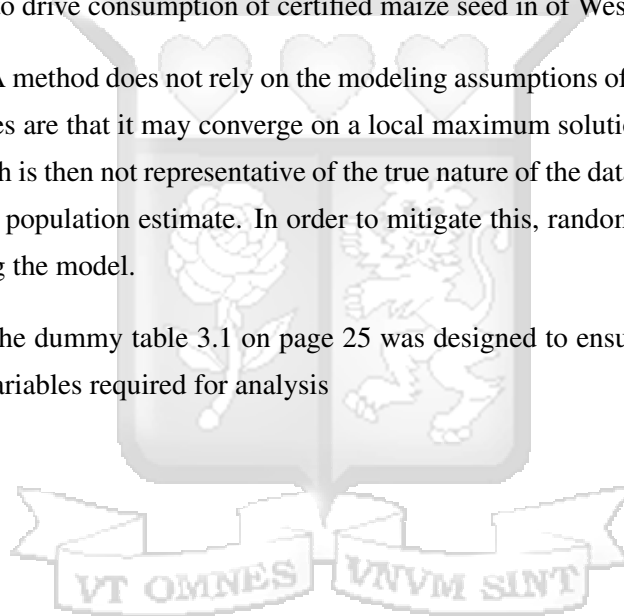 to drive consumption of certified maize seed in of Wes
A method does not rely on the modeling assumptions of
es are that it may converge on a local maximum soluti
h is then not representative of the true nature of the dat
population estimate. In order to mitigate this, random
g the model.
he dummy table 3.1 on page 25 was designed to ensu
ariables required for analysis
VT OMNES VNVM SINT